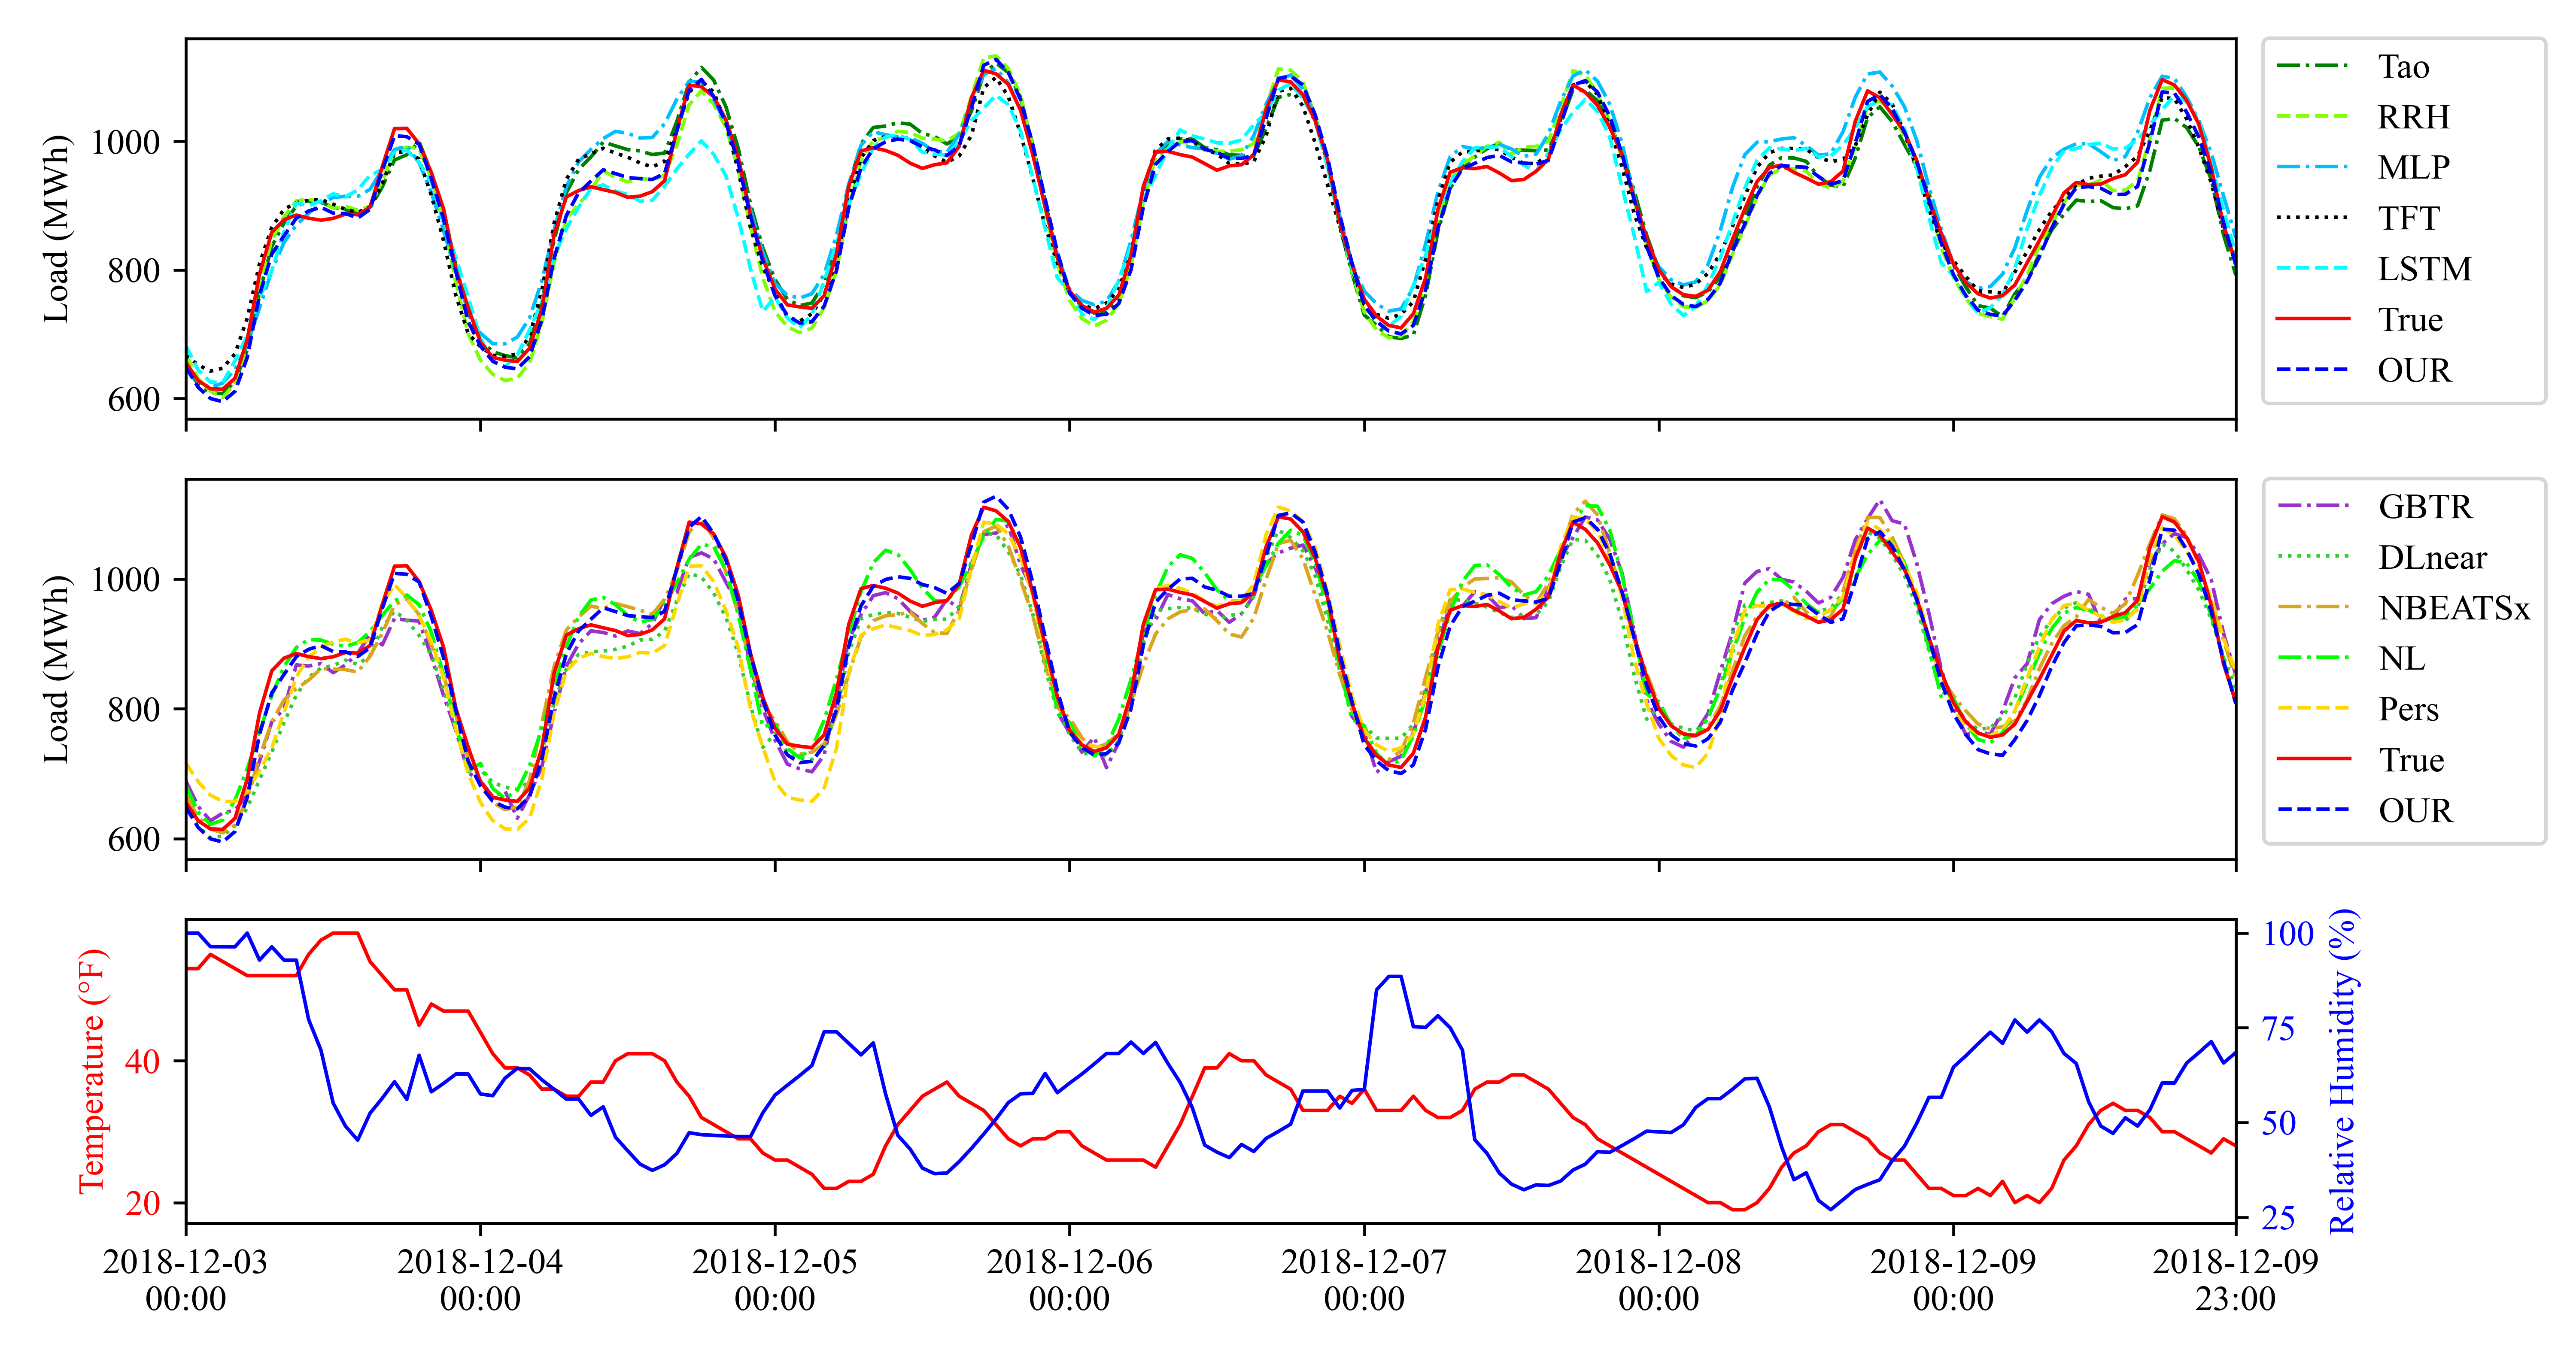 Load (MWh)
1000
800
600
Tao
RRH
MLP
TFT
LSTM
True
OUR
Load (MWh)
1000
800
600
GBTR
DLnear
NBEATSx
NL
Pers
True
OUR
Temperature (°F)
40
20
100
75
50
25
Relative Humidity (%)
2018-12-03
00:00
2018-12-04
00:00
2018-12-05
00:00
2018-12-06
00:00
2018-12-07
00:00
2018-12-08
00:00
2018-12-09
00:00
2018-12-09
23:00